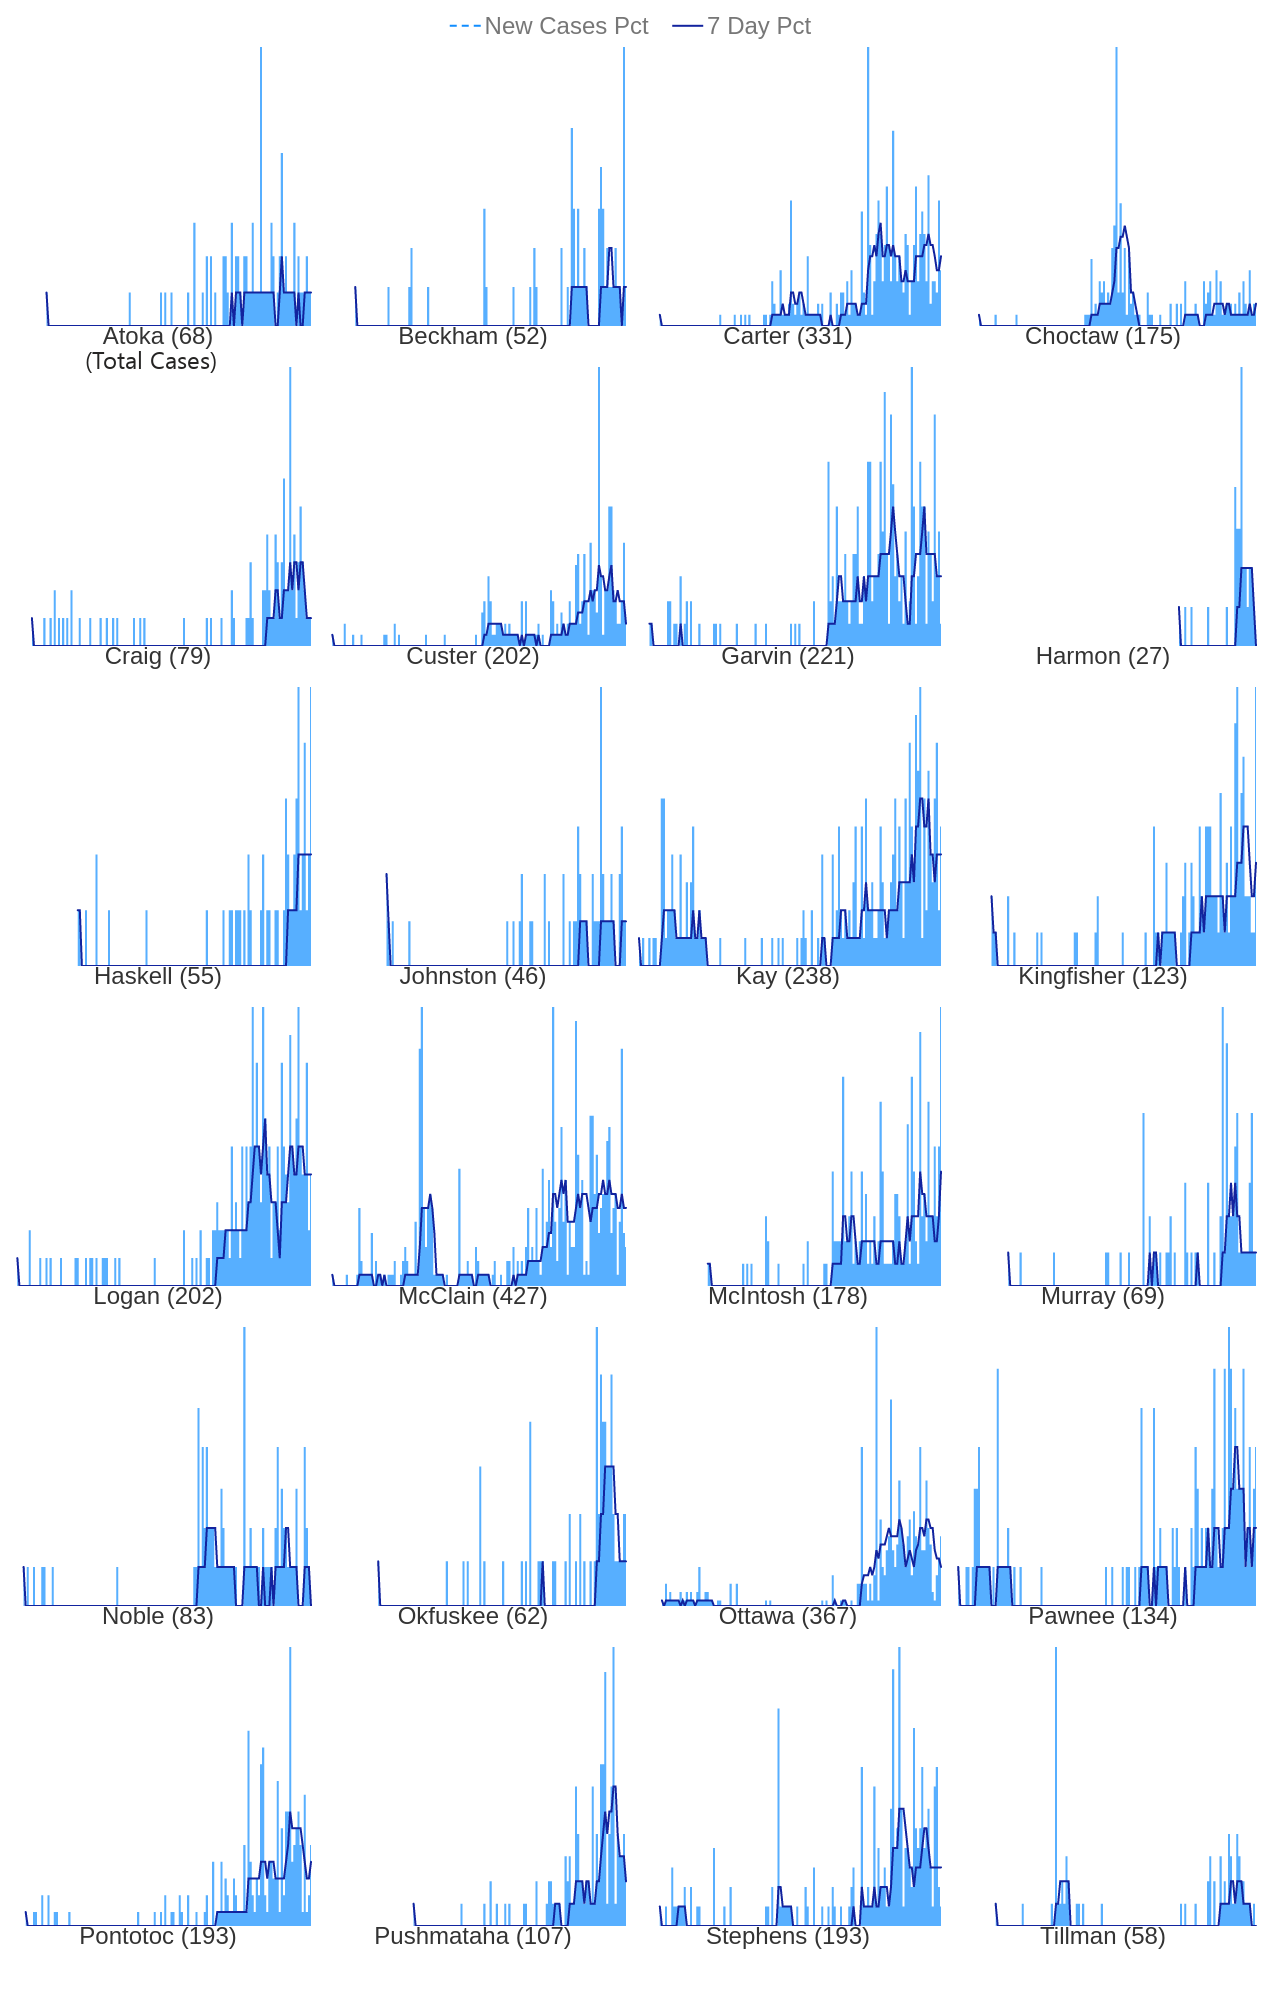 New Cases Pct 7 Day Pct
Atoka (68) Beckham (52) Carter (331) Choctaw (175)
(Total Cases)
Craig (79) Custer (202) Garvin (221) Harmon (27)
Haskell (55) Johnston (46) Kay (238) Kingfisher (123)
Logan (202) McClain (427) McIntosh (178) Murray (69)
Noble (83) Okfuskee (62) Ottawa (367) Pawnee (134)
Pontotoc (193) Pushmataha (107) Stephens (193) Tillman (58)